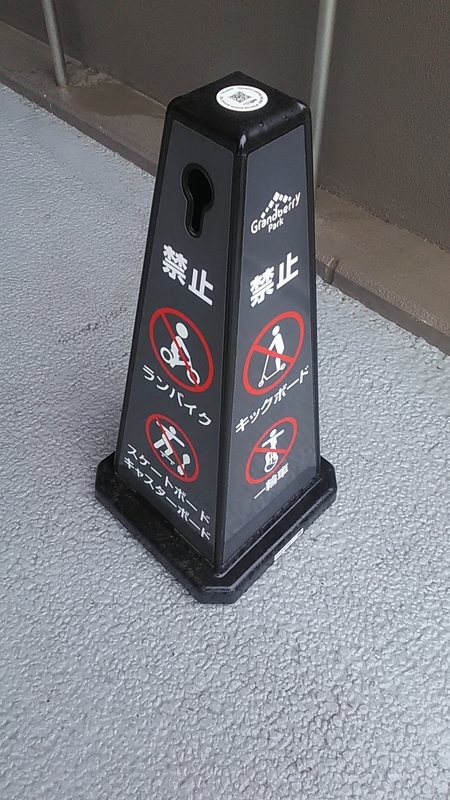 禁止
ランバイク
スケートボード
キャスターボード
Grandberry
Park
禁止
キックボード
一輪車